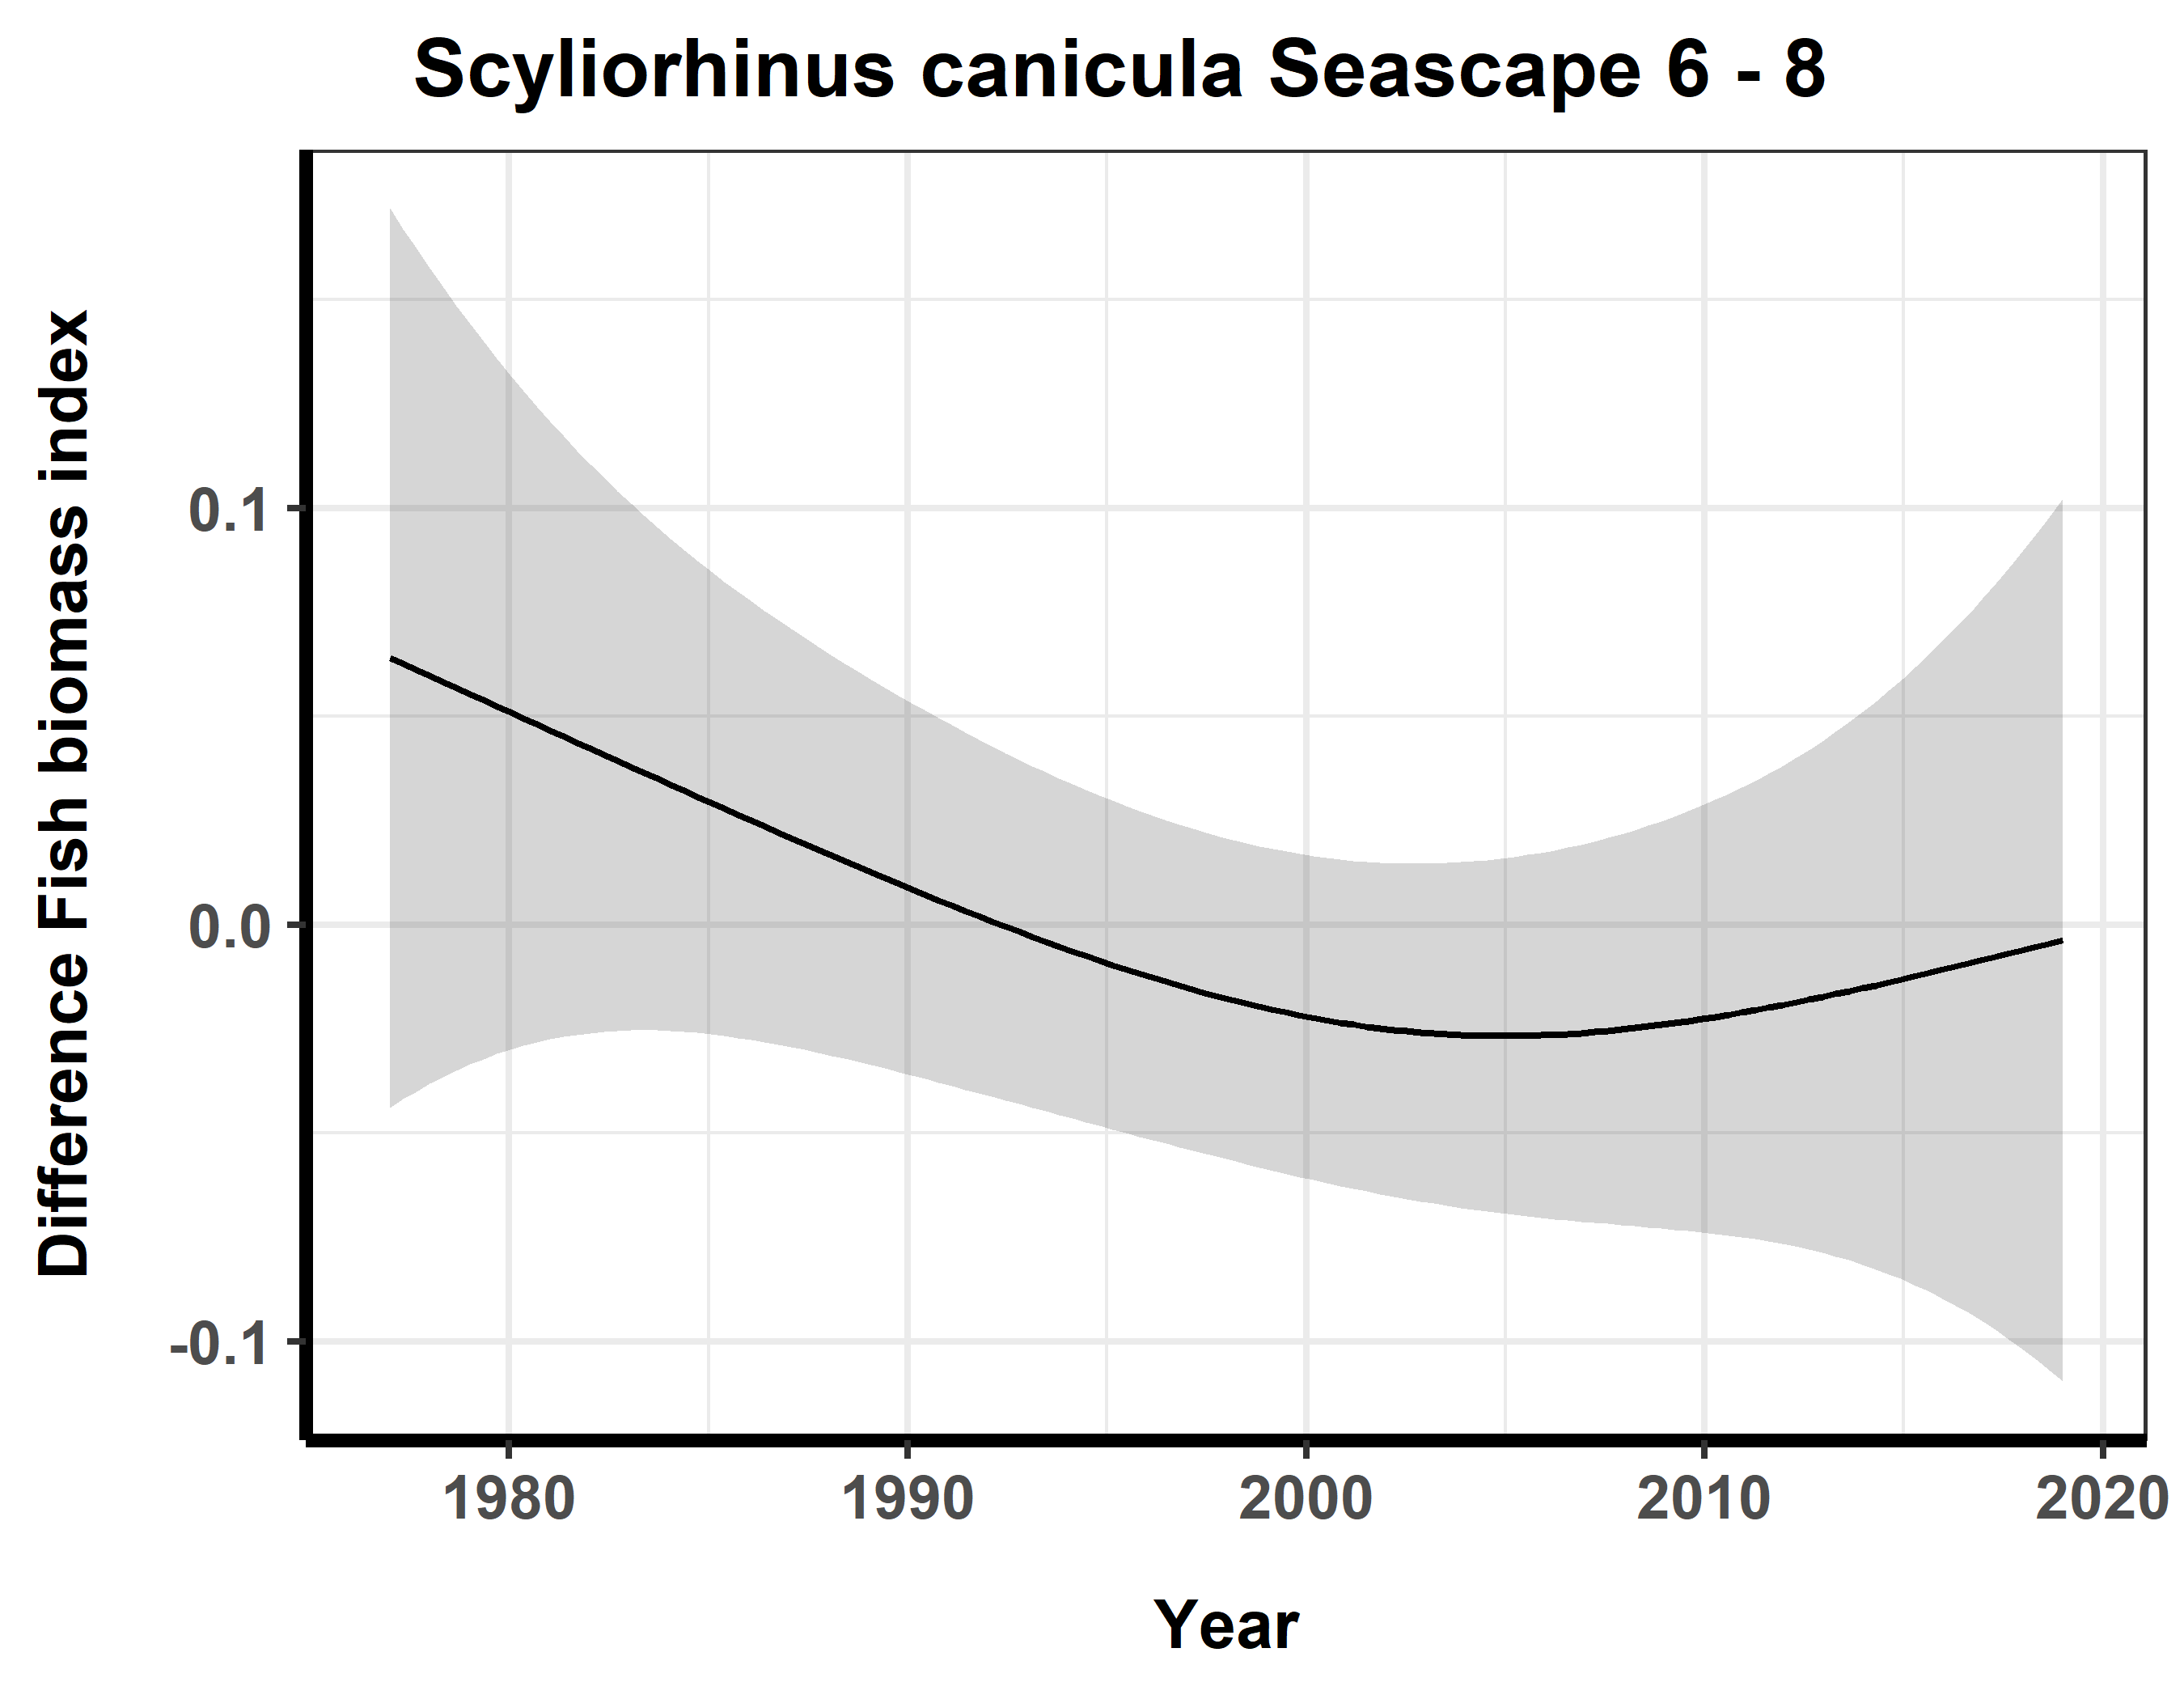 Scyliorhinus canicula Seascape 6 - 8
Difference Fish biomass index
0.1
0.0
-0.1
1980 1990 2000 2010 2020
Year